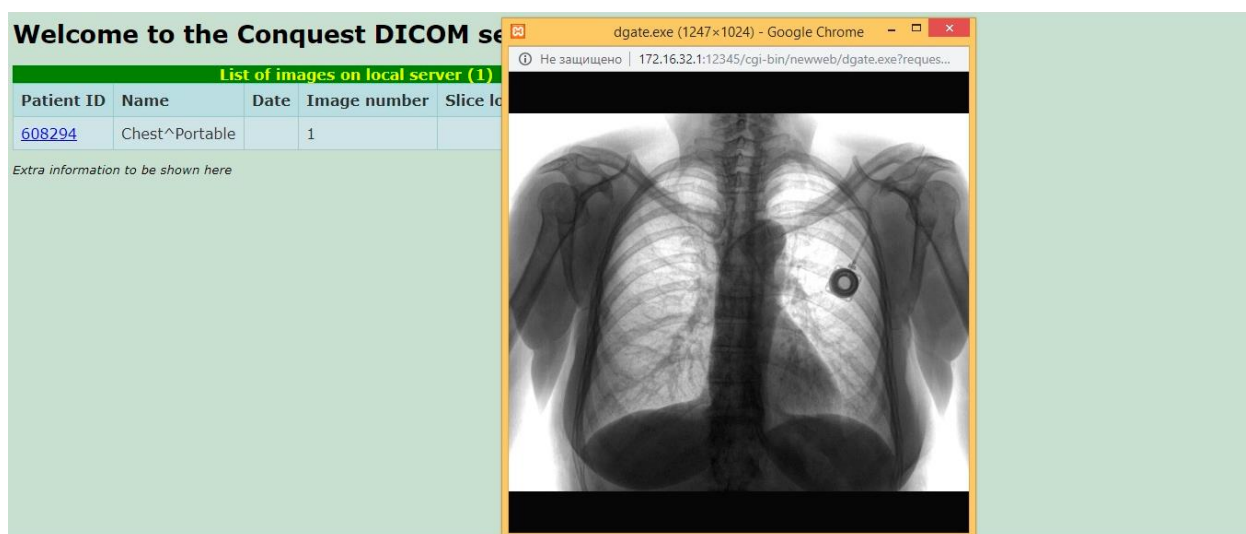 Welcome to the Conquest DICOM se
List of images on local server (1)
Patient ID Name Date Image number Slice lo
608294 Chest^Portable 1
Extra information to be shown here
dgate.exe (1247×1024) - Google Chrome
Не защищено | 172.16.32.1:12345/cgi-bin/newweb/dgate.exe?reques...